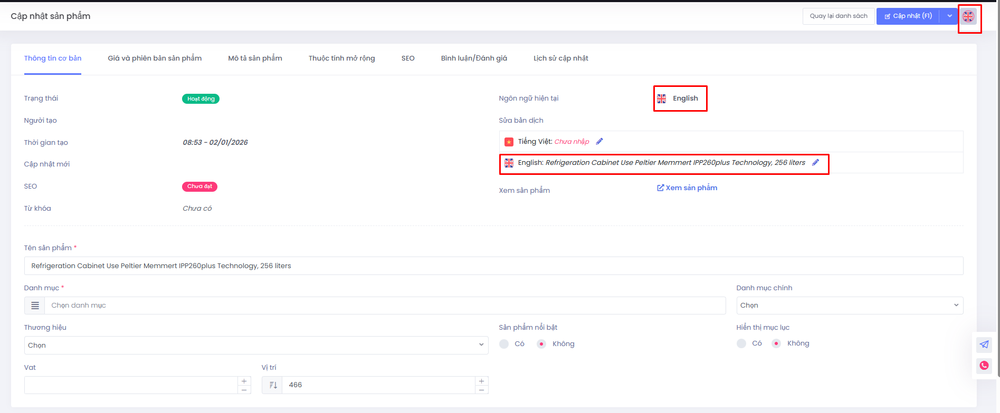 Cập nhật sản phẩm
Quay lại danh sách
Cập nhật (F1)
Thông tin cơ bản
Giá và phiên bản sản phẩm
Mô tả sản phẩm
Thuộc tính mở rộng
SEO
Bình luận/Đánh giá
Lịch sử cập nhật
Trạng thái
Hoạt động
Ngôn ngữ hiện tại
English
Người tạo
Sửa bản dịch
Thời gian tạo
08:53 - 02/01/2026
Tiếng Việt: Chưa nhập
Cập nhật mới
English: Refrigeration Cabinet Use Peltier Memmert IPP260plus Technology, 256 liters
SEO
Chưa đạt
Xem sản phẩm
Xem sản phẩm
Từ khóa
Chưa có
Tên sản phẩm *
Refrigeration Cabinet Use Peltier Memmert IPP260plus Technology, 256 liters
Danh mục *
Danh mục chính
Chọn danh mục
Chọn
Thương hiệu
Sản phẩm nổi bật
Hiển thị mục lục
Chọn
Có
Không
Có
Không
Vat
Vị trí
466